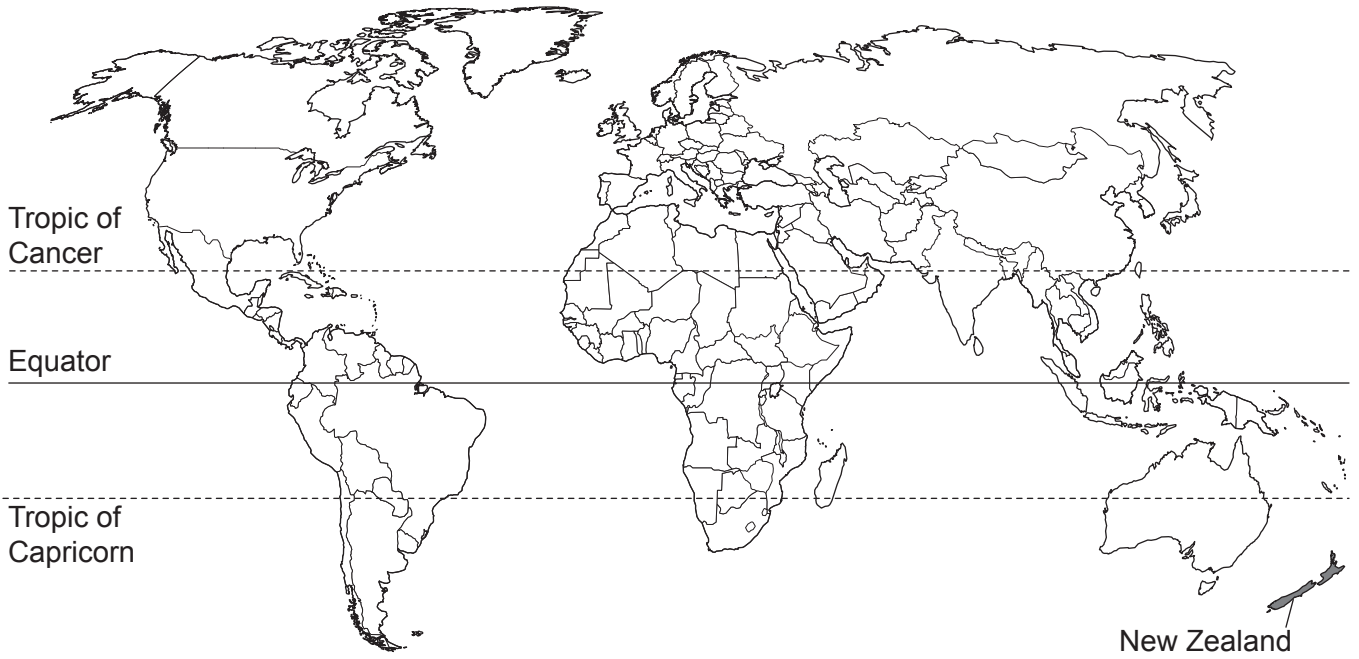 Tropic of
Cancer
Equator
Tropic of
Capricorn
New Zealand